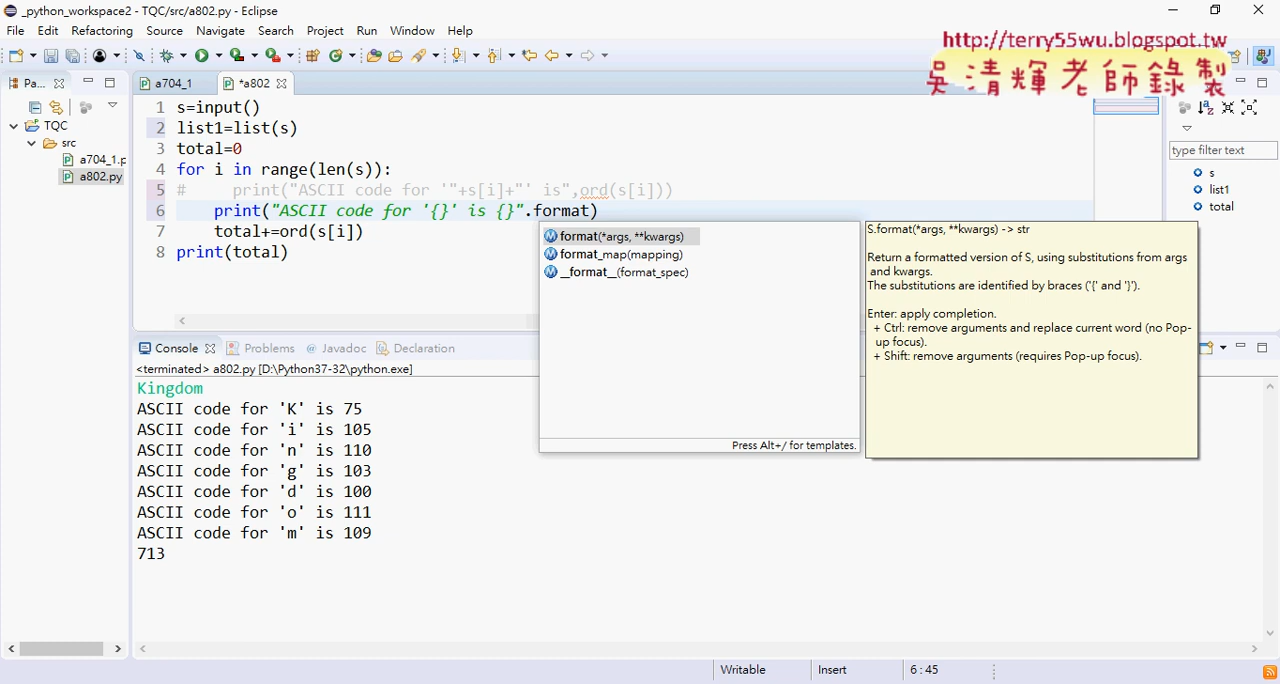 _python_workspace2 - TQC/src/a802.py - Eclipse
File Edit Refactoring Source Navigate Search Project Run Window Help
http://terry55wu.blogspot.tw
吳清輝老師錄製
Pa...
a704_1
*a802
TQC
src
a704_1.p
a802.py
1 s=input()
2 list1=list(s)
3 total=0
4 for i in range(len(s)):
5 # print("ASCII code for '"+s[i]+"' is",ord(s[i]))
6 print("ASCII code for '{}' is {}".format)
7 total+=ord(s[i])
8 print(total)
format(*args, **kwargs)
format_map(mapping)
__format__(format_spec)
Press Alt+/ for templates.
S.format(*args, **kwargs) -> str
Return a formatted version of S, using substitutions from args
and kwargs.
The substitutions are identified by braces ('{' and '}').
Enter: apply completion.
+ Ctrl: remove arguments and replace current word (no Pop-
up focus).
+ Shift: remove arguments (requires Pop-up focus).
type filter text
s
list1
total
Console Problems @ Javadoc Declaration
<terminated> a802.py [D:\Python37-32\python.exe]
Kingdom
ASCII code for 'K' is 75
ASCII code for 'i' is 105
ASCII code for 'n' is 110
ASCII code for 'g' is 103
ASCII code for 'd' is 100
ASCII code for 'o' is 111
ASCII code for 'm' is 109
713
Writable Insert 6 : 45